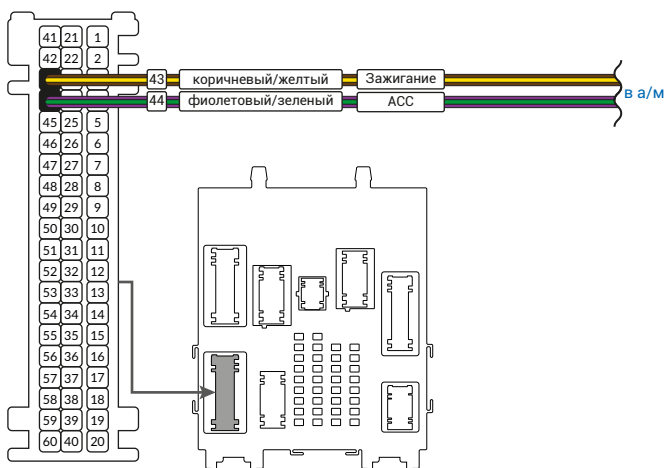 41 21 1
42 22 2
43 коричневый/желтый Зажигание
44 фиолетовый/зеленый ACC
в а/м
45 25 5
46 26 6
47 27 7
48 28 8
49 29 9
50 30 10
51 31 11
52 32 12
53 33 13
54 34 14
55 35 15
56 36 16
57 37 17
58 38 18
59 39 19
60 40 20